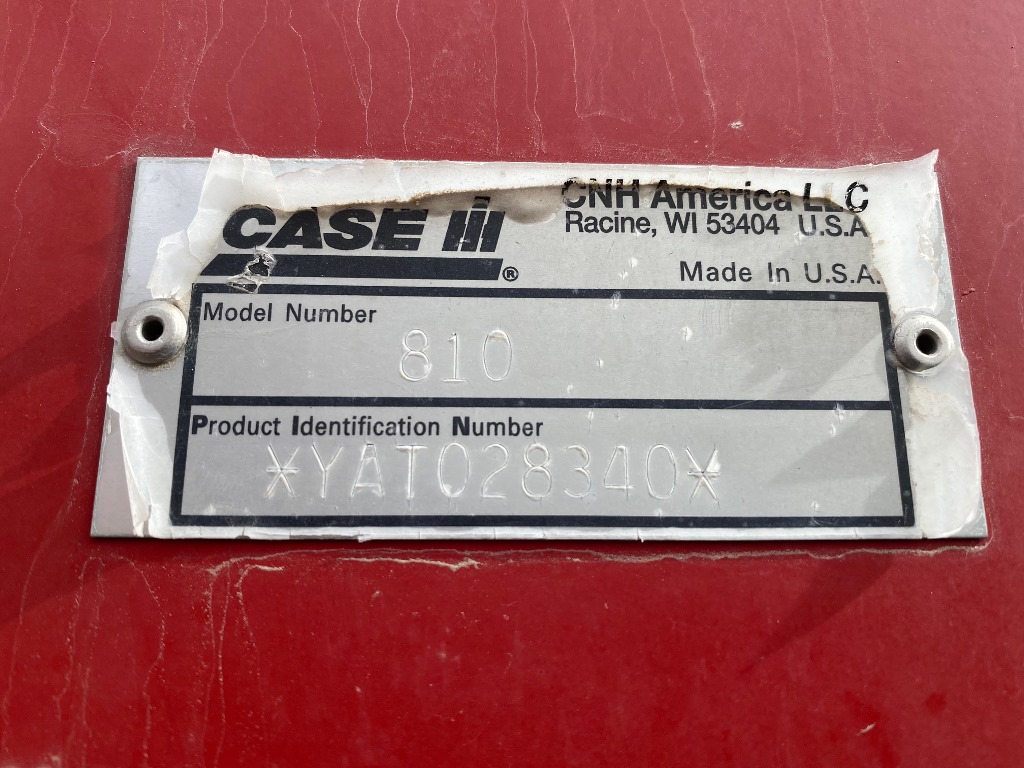 CASE IH®
CNH America LLC
Racine, WI 53404 U.S.A.
Made In U.S.A.
Model Number
810
Product Identification Number
*YAT028340*